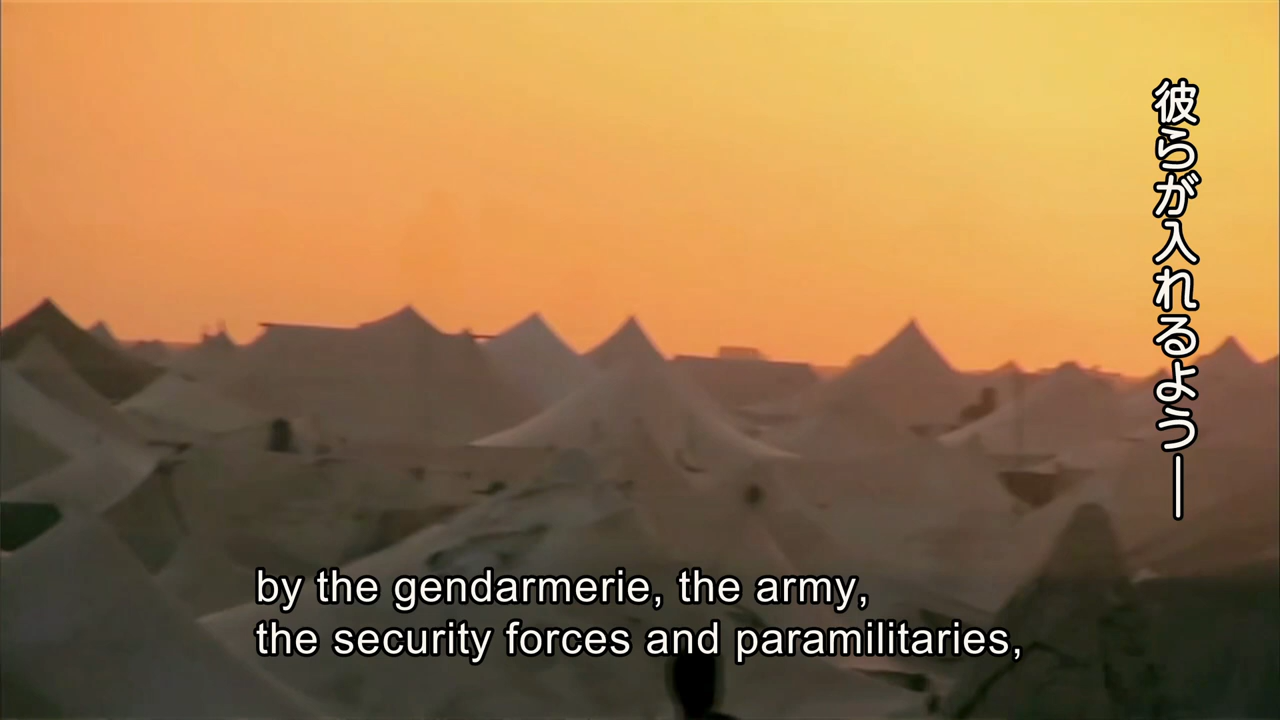 彼らが入れるよう―
by the gendarmerie, the army,
the security forces and paramilitaries,